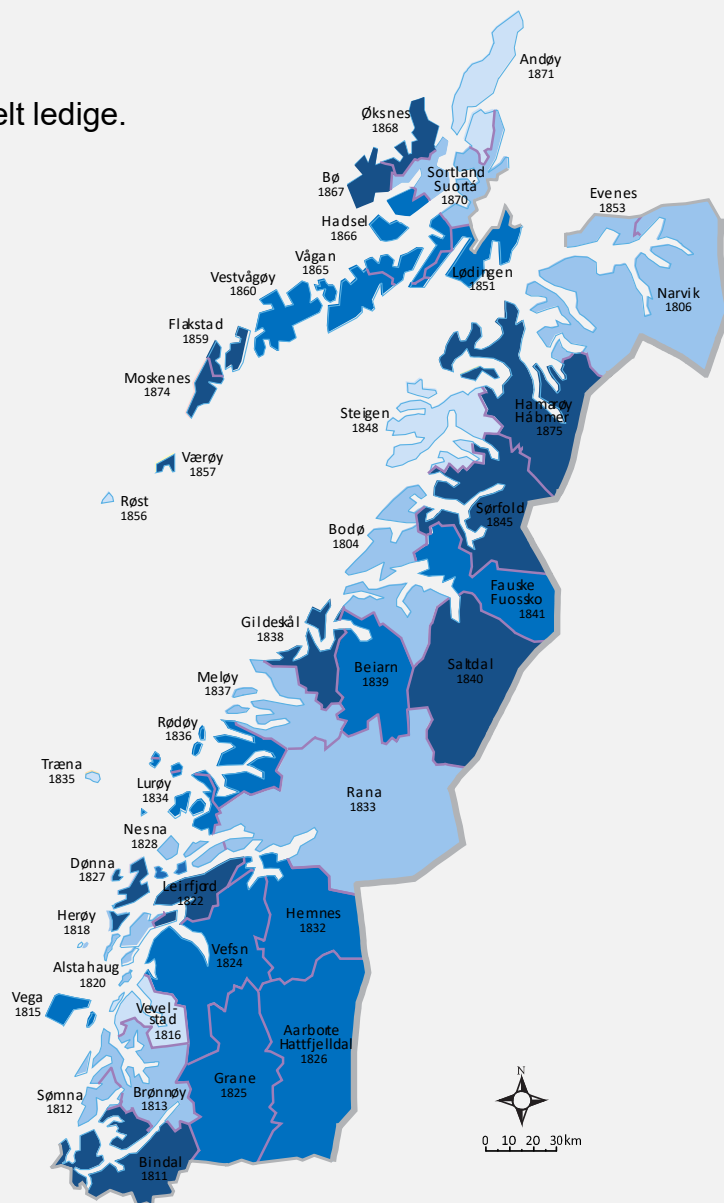 elt ledige.
Andøy
1871
Øksnes
1868
Bø
1867
Sortland
Suortá
1870
Hadsel
1866
Evenes
1853
Narvik
1806
Vågan
1865
Lødingen
1851
Vestvågøy
1860
Flakstad
1859
Moskenes
1874
Værøy
1857
Røst
1856
Steigen
1848
Hamarøy
Hábmer
1875
Bodø
1804
Sørfold
1845
Fauske
Fuossko
1841
Gildeskål
1838
Beiarn
1839
Saltdal
1840
Meløy
1837
Rødøy
1836
Træna
1835
Lurøy
1834
Rana
1833
Nesna
1828
Dønna
1827
Leirfjord
1822
Herøy
1818
Hemnes
1832
Vefsn
1824
Alstahaug
1820
Vega
1815
Vevel-
stad
1816
Aarborte
Hattfjelldal
1826
Grane
1825
Sømna
1812
Brønnøy
1813
Bindal
1811
N
0 10 20 30km